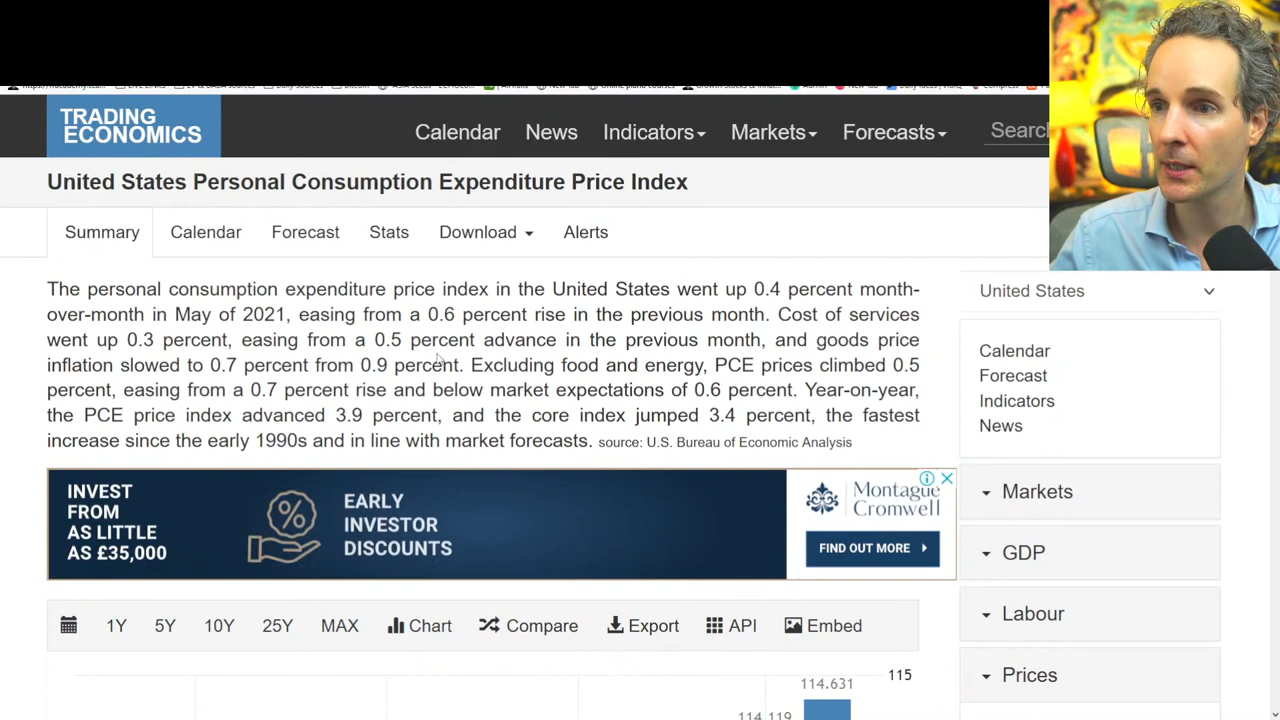 TRADING
ECONOMICS
Calendar News Indicators Markets Forecasts Search
United States Personal Consumption Expenditure Price Index
Summary Calendar Forecast Stats Download Alerts
The personal consumption expenditure price index in the United States went up 0.4 percent month-
over-month in May of 2021, easing from a 0.6 percent rise in the previous month. Cost of services
went up 0.3 percent, easing from a 0.5 percent advance in the previous month, and goods price
inflation slowed to 0.7 percent from 0.9 percent. Excluding food and energy, PCE prices climbed 0.5
percent, easing from a 0.7 percent rise and below market expectations of 0.6 percent. Year-on-year,
the PCE price index advanced 3.9 percent, and the core index jumped 3.4 percent, the fastest
increase since the early 1990s and in line with market forecasts. source: U.S. Bureau of Economic Analysis
United States
Calendar
Forecast
Indicators
News
INVEST
FROM
AS LITTLE
AS £35,000
EARLY
INVESTOR
DISCOUNTS
Montague
Cromwell
FIND OUT MORE
Markets
GDP
Labour
Prices
1Y 5Y 10Y 25Y MAX Chart Compare Export API Embed
115
114.631
114.119